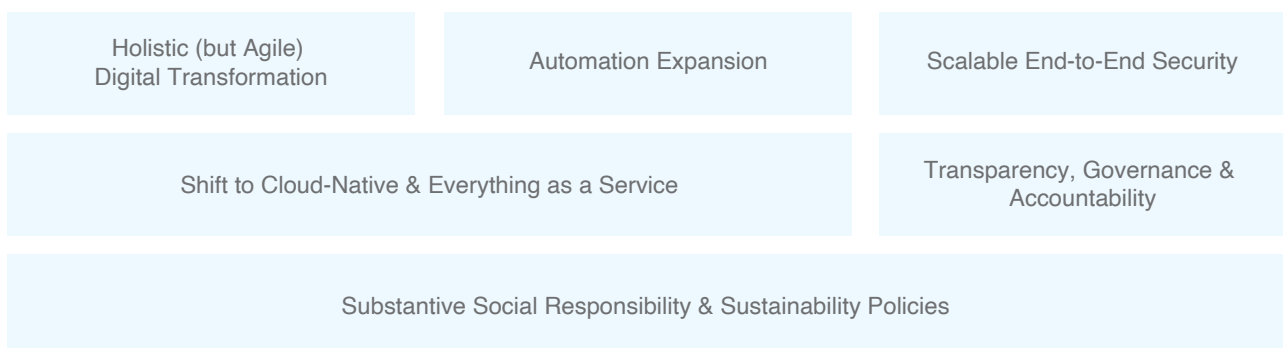 Holistic (but Agile)
Digital Transformation
Automation Expansion
Scalable End-to-End Security
Shift to Cloud-Native & Everything as a Service
Transparency, Governance &
Accountability
Substantive Social Responsibility & Sustainability Policies